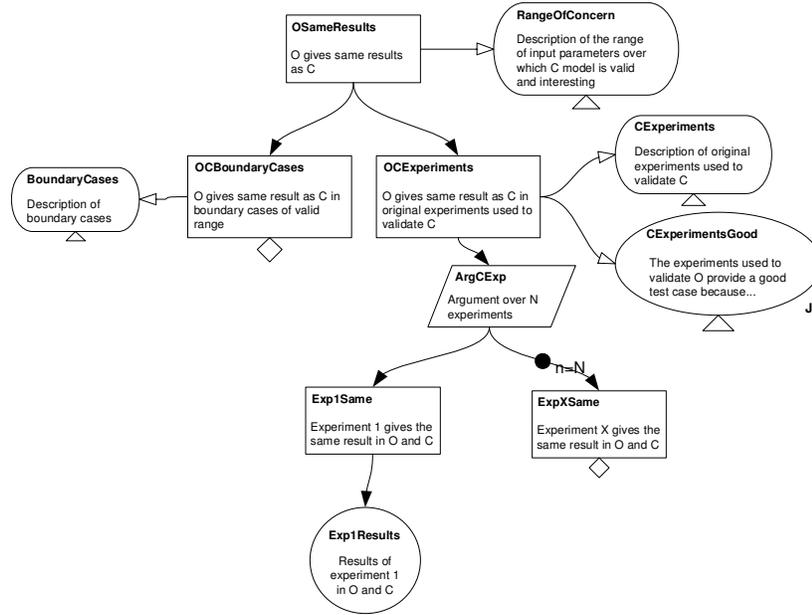 OSameResults
O gives same results
as C
RangeOfConcern
Description of the range
of input parameters over
which C model is valid
and interesting
BoundaryCases
Description of
boundary cases
OCBoundaryCases
O gives same result as C in
boundary cases of valid
range
OCExperiments
O gives same result as C in
original experiments used to
validate C
CExperiments
Description of original
experiments used to
validate C
CExperimentsGood
The experiments used to
validate O provide a good
test case because...
J
ArgCExp
Argument over N
experiments
n=N
Exp1Same
Experiment 1 gives the
same result in O and C
ExpXSame
Experiment X gives the
same result in O and C
Exp1Results
Results of
experiment 1
in O and C